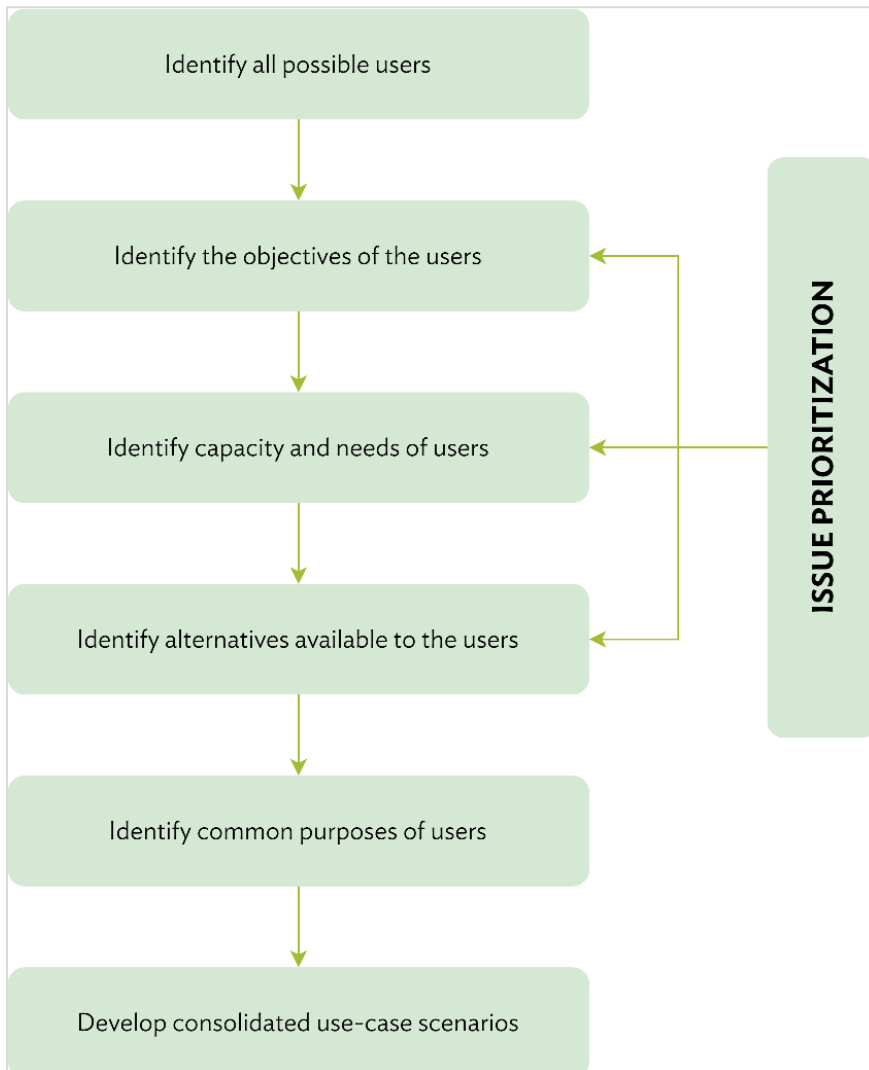 Identify all possible users
Identify the objectives of the users
Identify capacity and needs of users
Identify alternatives available to the users
Identify common purposes of users
Develop consolidated use-case scenarios
ISSUE PRIORITIZATION